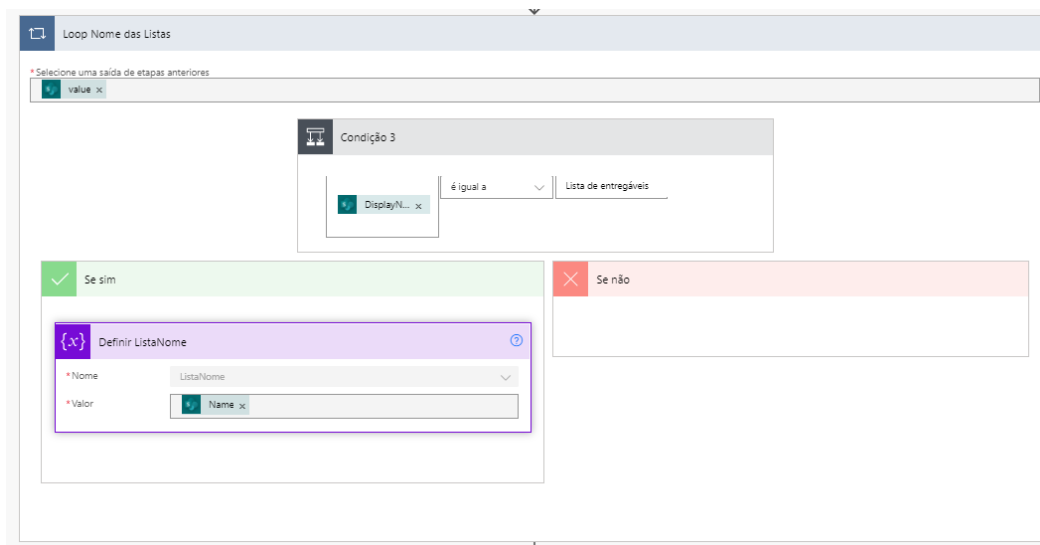 Loop Nome das Listas
*Selecione uma saída de etapas anteriores
value x
Condição 3
DisplayN... x
é igual a
Lista de entregáveis
Se sim
Se não
{x} Definir ListaNome
*Nome
ListaNome
*Valor
Name x